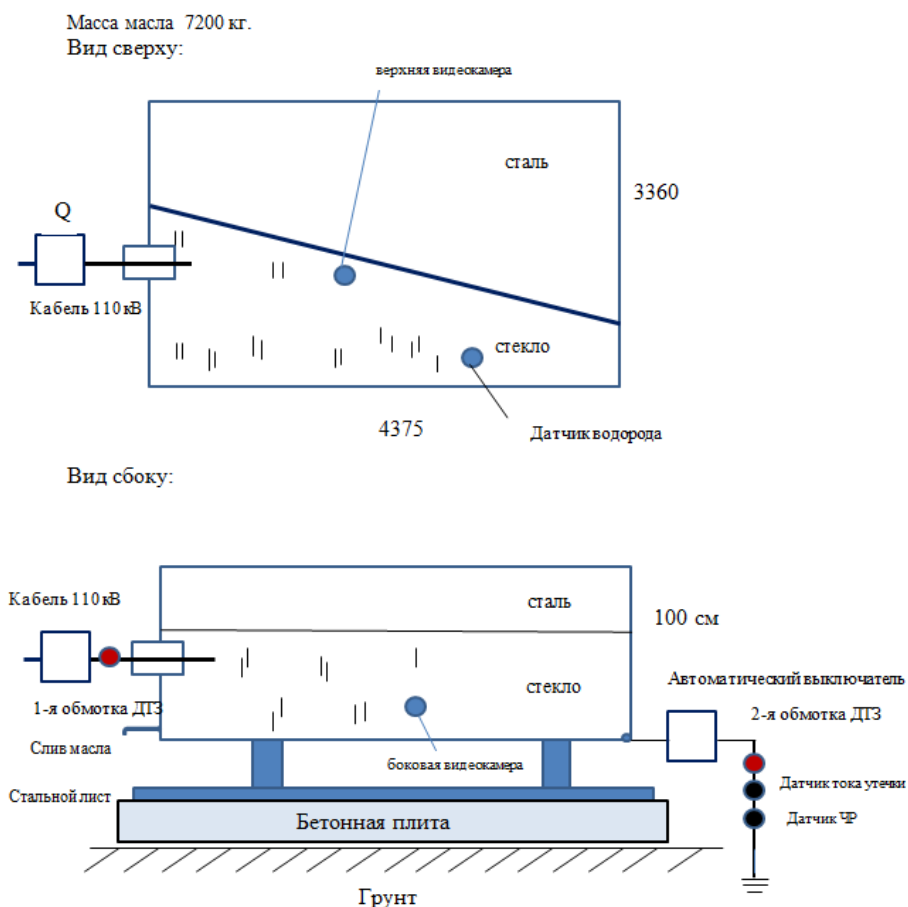 Масса масла 7200 кг.
Вид сверху:
верхняя видеокамера
сталь
3360
Q
Кабель 110 кВ
стекло
4375
Датчик водорода
Вид сбоку:
Кабель 110 кВ
сталь
100 см
стекло
Автоматический выключатель
1-я обмотка ДТЗ
2-я обмотка ДТЗ
Слив масла
боковая видеокамера
Датчик тока утечки
Стальной лист
Датчик ЧР
Бетонная плита
Грунт